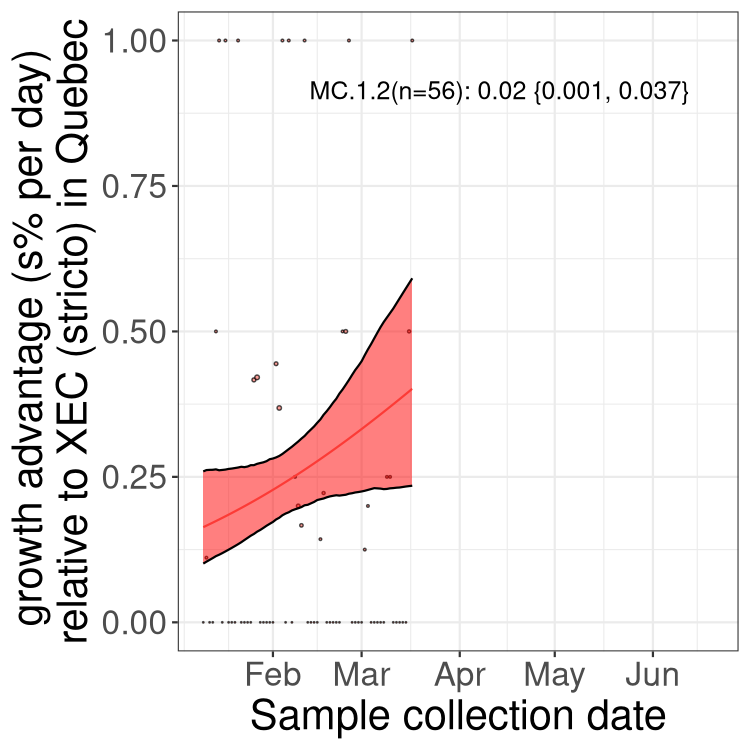 growth advantage (s% per day)
relative to XEC (stricto) in Quebec
1.00
0.75
0.50
0.25
0.00
MC.1.2(n=56): 0.02 {0.001, 0.037}
Feb Mar Apr May Jun
Sample collection date